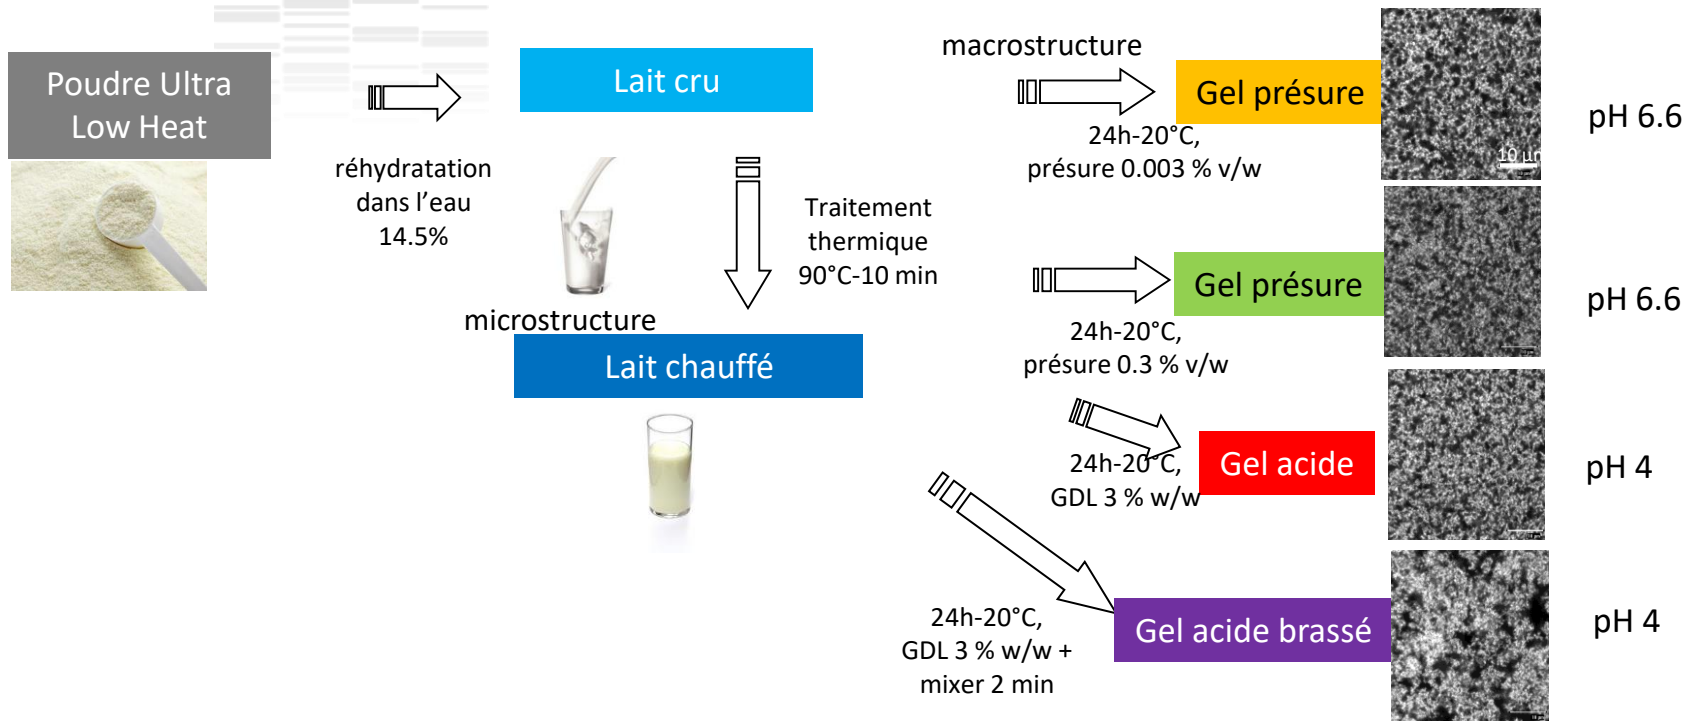 Poudre Ultra
Low Heat
réhydratation
dans l’eau
14.5%
Lait cru
Traitement
thermique
90°C-10 min
microstructure
Lait chauffé
macrostructure
24h-20°C,
présure 0.003 % v/w
Gel présure
10 µm
pH 6.6
24h-20°C,
présure 0.3 % v/w
Gel présure
pH 6.6
24h-20°C,
GDL 3 % w/w
Gel acide
pH 4
24h-20°C,
GDL 3 % w/w +
mixer 2 min
Gel acide brassé
pH 4